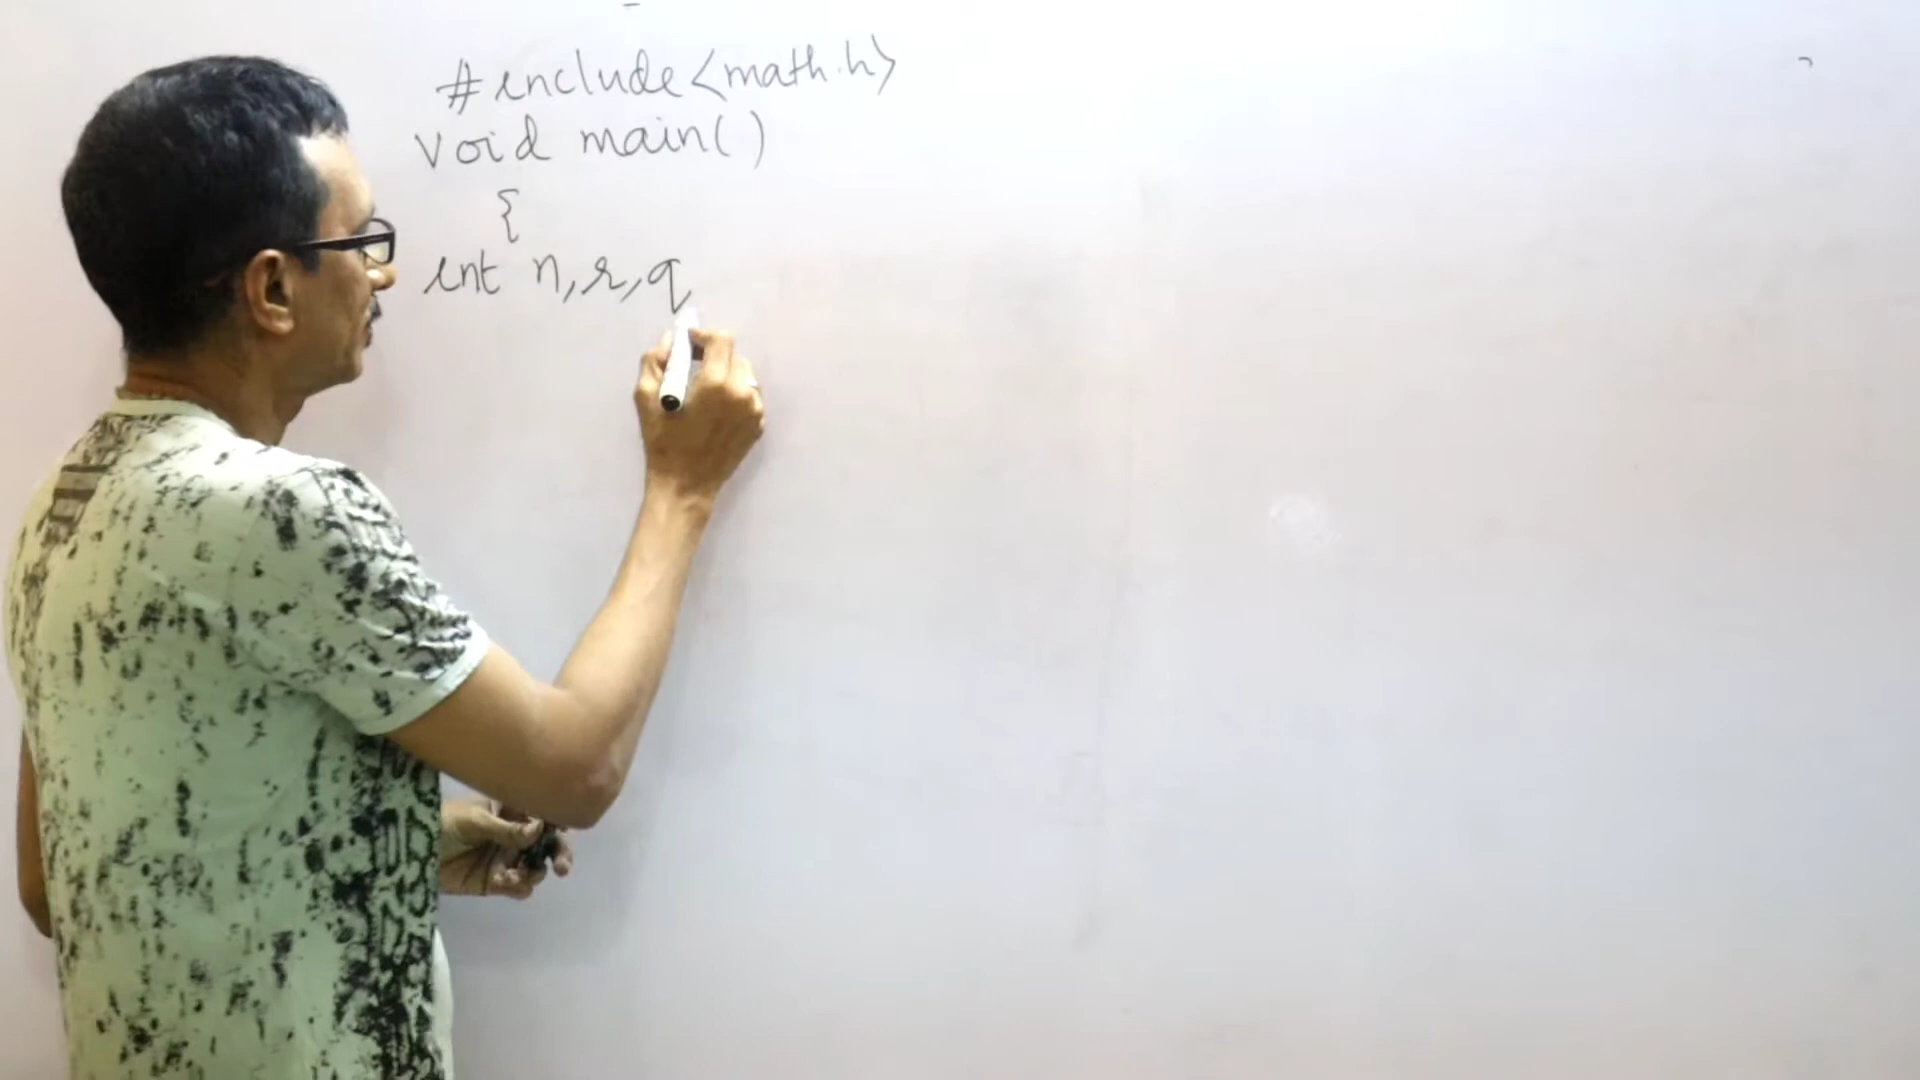 #include<math.h>
void main()
{
int n,r,q,